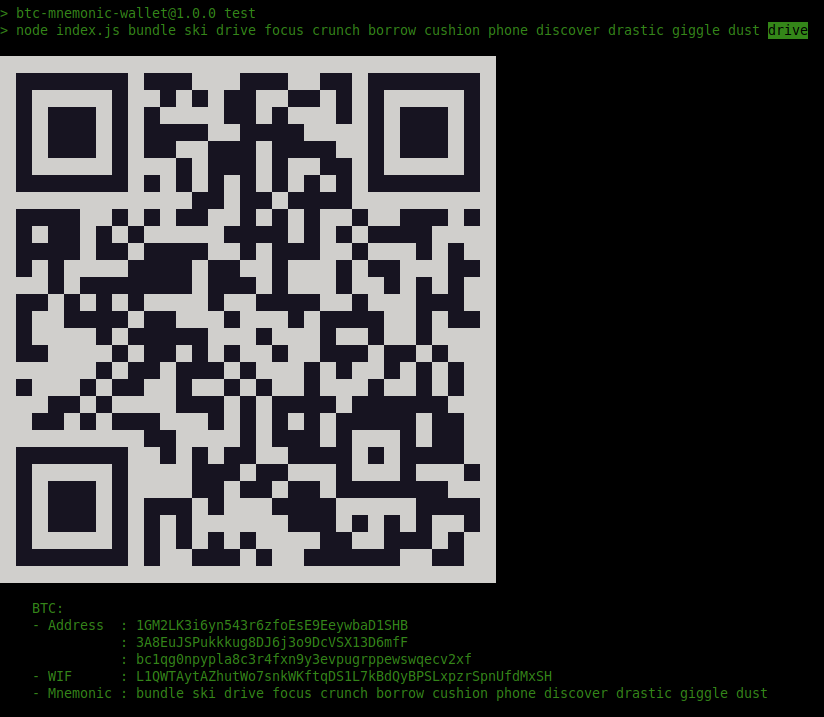 > btc-mnemonic-wallet@1.0.0 test
> node index.js bundle ski drive focus crunch borrow cushion phone discover drastic giggle dust drive
BTC:
- Address : 1GM2LK3i6yn543r6zfoEsE9EeywbaD1SHB
: 3A8EuJSPukkkug8DJ6j3o9DcVSX13D6mfF
: bc1qg0npypla8c3r4fxn9y3evpugrppewswqecv2xf
- WIF : L1QWTAytAZhutWo7snkWKftqDS1L7kBdQyBPSLxpzrSpnUfdMxSH
- Mnemonic : bundle ski drive focus crunch borrow cushion phone discover drastic giggle dust